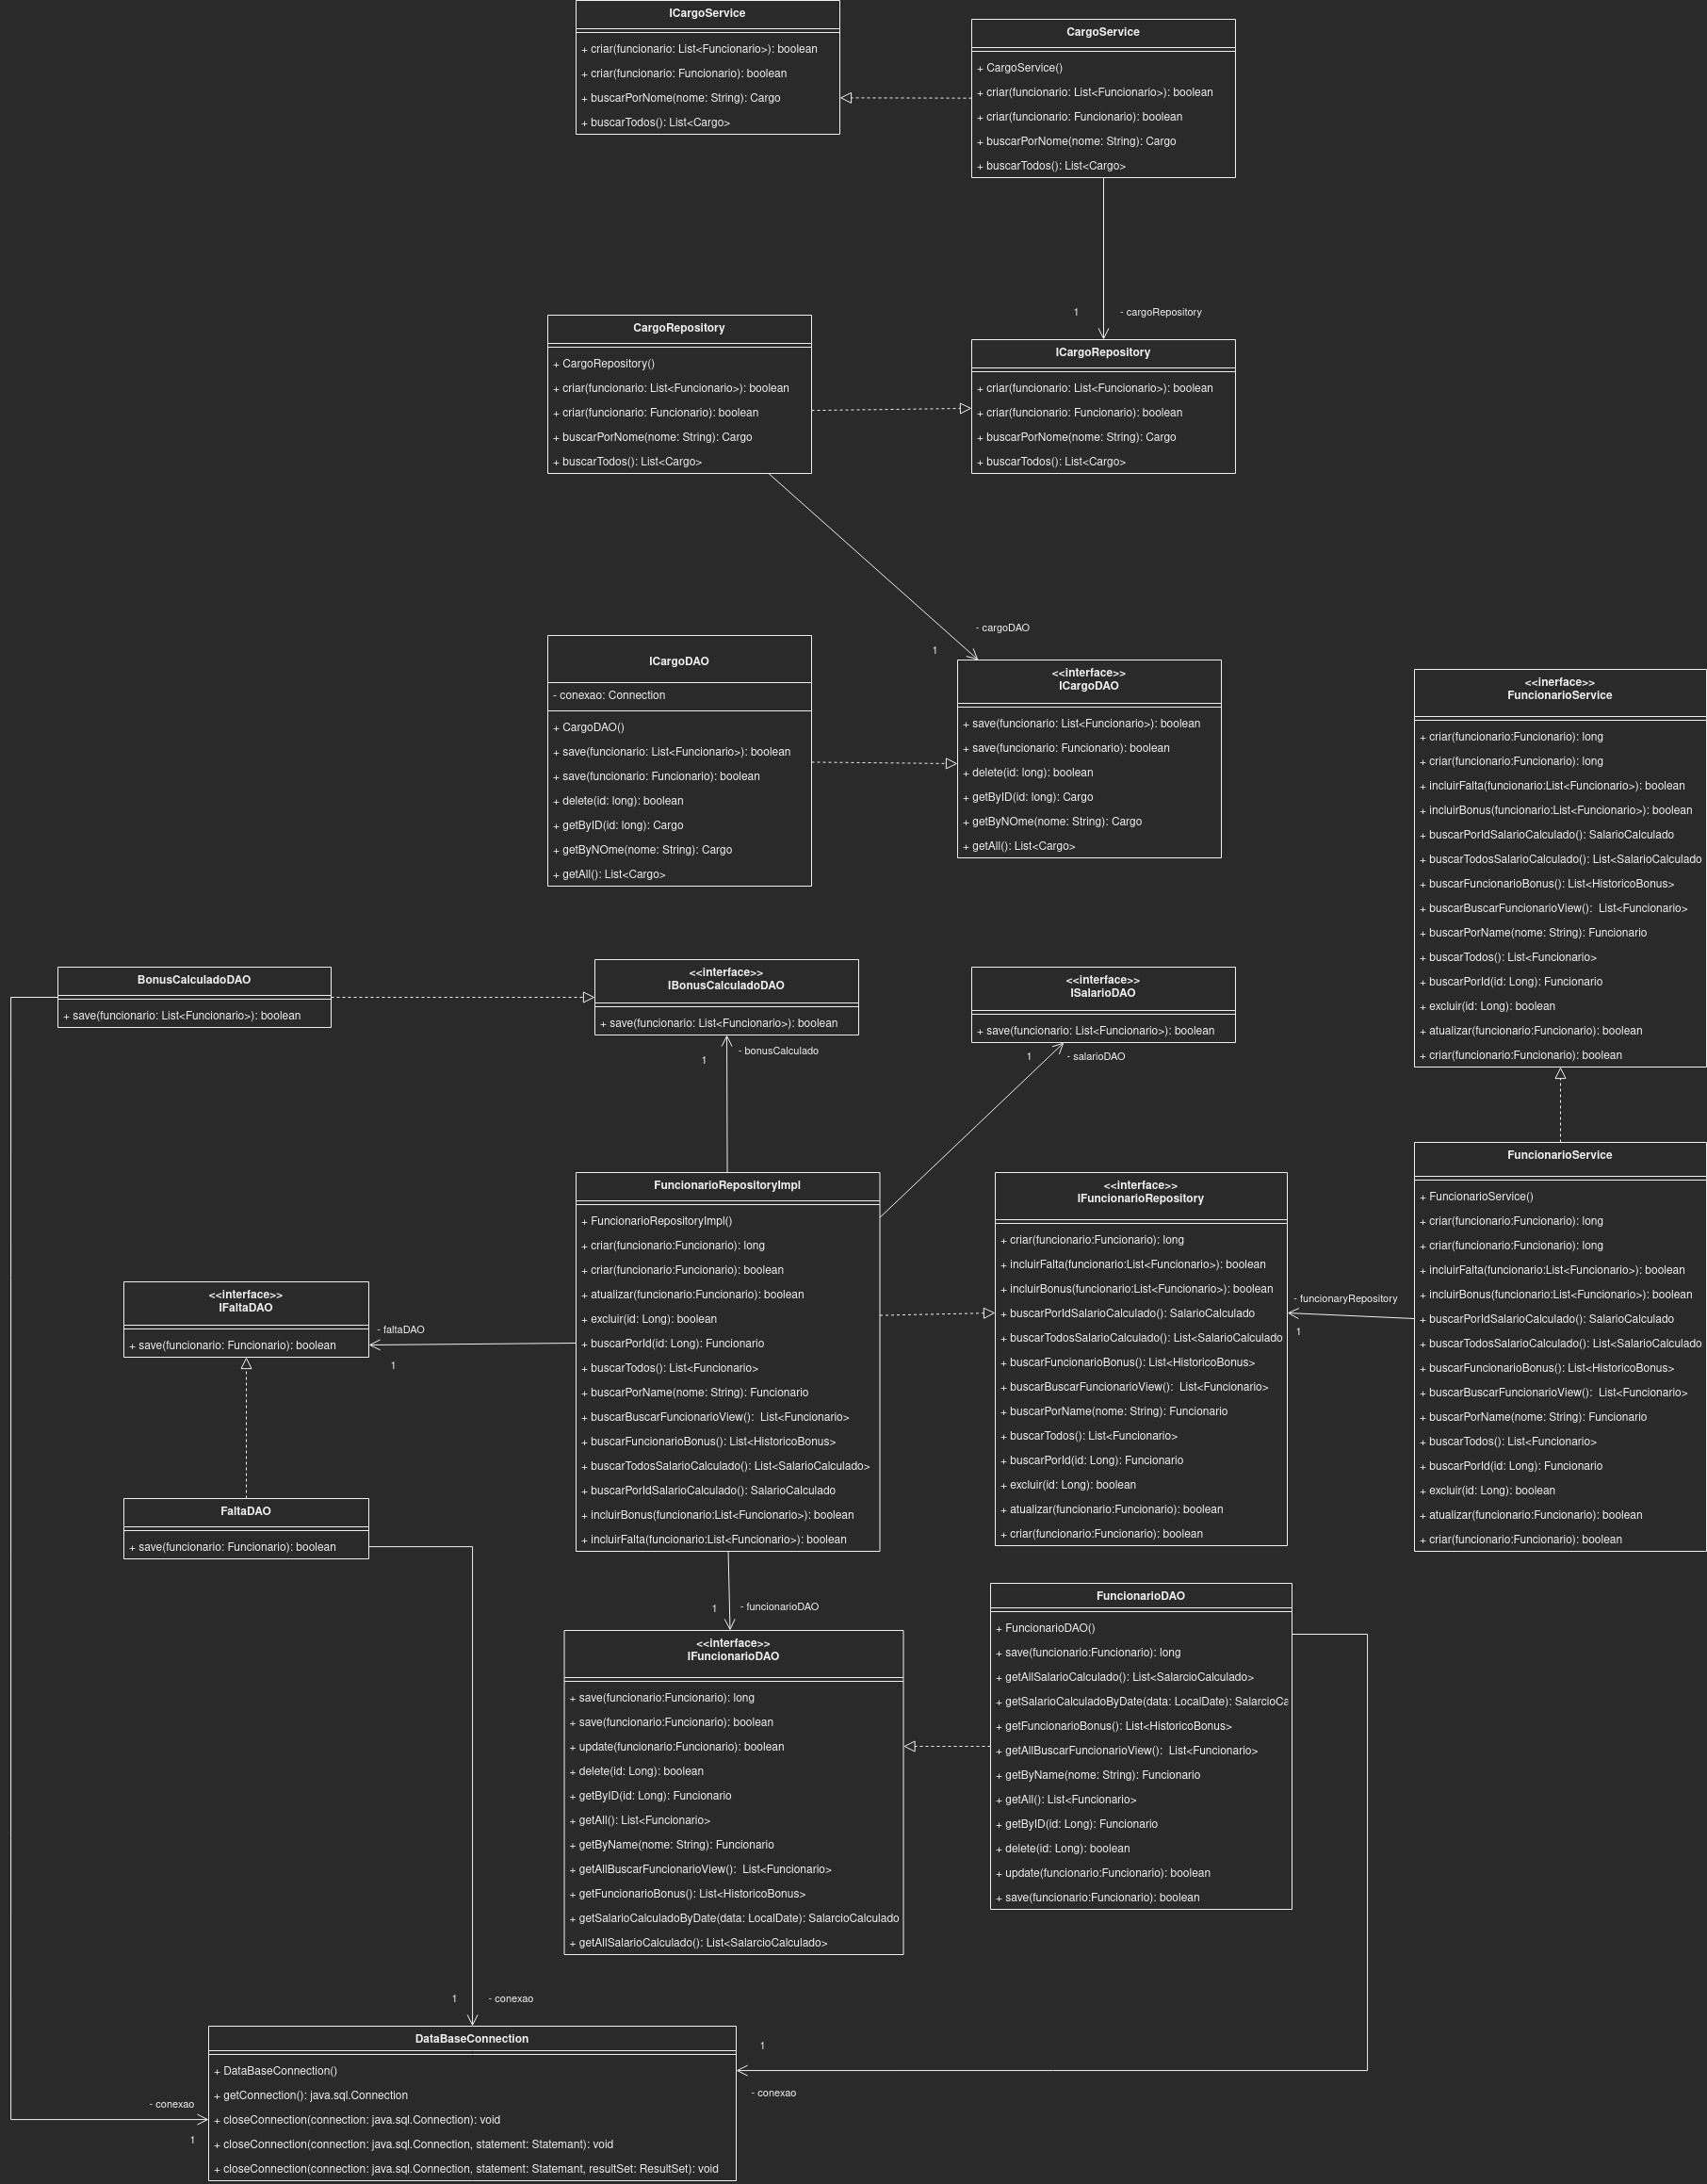 ICargoService
+ criar(funcionario: List<Funcionario>): boolean
+ criar(funcionario: Funcionario): boolean
+ buscarPorNome(nome: String): Cargo
+ buscarTodos(): List<Cargo>
CargoService
+ CargoService()
+ criar(funcionario: List<Funcionario>): boolean
+ criar(funcionario: Funcionario): boolean
+ buscarPorNome(nome: String): Cargo
+ buscarTodos(): List<Cargo>
1
- cargoRepository
CargoRepository
+ CargoRepository()
+ criar(funcionario: List<Funcionario>): boolean
+ criar(funcionario: Funcionario): boolean
+ buscarPorNome(nome: String): Cargo
+ buscarTodos(): List<Cargo>
ICargoRepository
+ criar(funcionario: List<Funcionario>): boolean
+ criar(funcionario: Funcionario): boolean
+ buscarPorNome(nome: String): Cargo
+ buscarTodos(): List<Cargo>
- cargoDAO
1
ICargoDAO
- conexao: Connection
+ CargoDAO()
+ save(funcionario: List<Funcionario>): boolean
+ save(funcionario: Funcionario): boolean
+ delete(id: long): boolean
+ getByID(id: long): Cargo
+ getByNOme(nome: String): Cargo
+ getAll(): List<Cargo>
<<interface>>
ICargoDAO
+ save(funcionario: List<Funcionario>): boolean
+ save(funcionario: Funcionario): boolean
+ delete(id: long): boolean
+ getByID(id: long): Cargo
+ getByNOme(nome: String): Cargo
+ getAll(): List<Cargo>
<<inerface>>
FuncionarioService
+ criar(funcionario:Funcionario): long
+ criar(funcionario:Funcionario): long
+ incluirFalta(funcionario:List<Funcionario>): boolean
+ incluirBonus(funcionario:List<Funcionario>): boolean
+ buscarPorIdSalarioCalculado(): SalarioCalculado
+ buscarTodosSalarioCalculado(): List<SalarioCalculado
+ buscarFuncionarioBonus(): List<HistoricoBonus>
+ buscarBuscarFuncionarioView():  List<Funcionario>
+ buscarPorName(nome: String): Funcionario
+ buscarTodos(): List<Funcionario>
+ buscarPorId(id: Long): Funcionario
+ excluir(id: Long): boolean
+ atualizar(funcionario:Funcionario): boolean
+ criar(funcionario:Funcionario): boolean
BonusCalculadoDAO
+ save(funcionario: List<Funcionario>): boolean
<<interface>>
IBonusCalculadoDAO
+ save(funcionario: List<Funcionario>): boolean
<<interface>>
ISalarioDAO
+ save(funcionario: List<Funcionario>): boolean
1
- bonusCalculado
1
- salarioDAO
FuncionarioRepositoryImpl
+ FuncionarioRepositoryImpl()
+ criar(funcionario:Funcionario): long
+ criar(funcionario:Funcionario): boolean
+ atualizar(funcionario:Funcionario): boolean
+ excluir(id: Long): boolean
+ buscarPorId(id: Long): Funcionario
+ buscarTodos(): List<Funcionario>
+ buscarPorName(nome: String): Funcionario
+ buscarBuscarFuncionarioView():  List<Funcionario>
+ buscarFuncionarioBonus(): List<HistoricoBonus>
+ buscarTodosSalarioCalculado(): List<SalarioCalculado>
+ buscarPorIdSalarioCalculado(): SalarioCalculado
+ incluirBonus(funcionario:List<Funcionario>): boolean
+ incluirFalta(funcionario:List<Funcionario>): boolean
<<interface>>
IFuncionarioRepository
+ criar(funcionario:Funcionario): long
+ incluirFalta(funcionario:List<Funcionario>): boolean
+ incluirBonus(funcionario:List<Funcionario>): boolean
+ buscarPorIdSalarioCalculado(): SalarioCalculado
+ buscarTodosSalarioCalculado(): List<SalarioCalculado
+ buscarFuncionarioBonus(): List<HistoricoBonus>
+ buscarBuscarFuncionarioView():  List<Funcionario>
+ buscarPorName(nome: String): Funcionario
+ buscarTodos(): List<Funcionario>
+ buscarPorId(id: Long): Funcionario
+ excluir(id: Long): boolean
+ atualizar(funcionario:Funcionario): boolean
+ criar(funcionario:Funcionario): boolean
- funcionaryRepository
1
FuncionarioService
+ FuncionarioService()
+ criar(funcionario:Funcionario): long
+ criar(funcionario:Funcionario): long
+ incluirFalta(funcionario:List<Funcionario>): boolean
+ incluirBonus(funcionario:List<Funcionario>): boolean
+ buscarPorIdSalarioCalculado(): SalarioCalculado
+ buscarTodosSalarioCalculado(): List<SalarioCalculado
+ buscarFuncionarioBonus(): List<HistoricoBonus>
+ buscarBuscarFuncionarioView():  List<Funcionario>
+ buscarPorName(nome: String): Funcionario
+ buscarTodos(): List<Funcionario>
+ buscarPorId(id: Long): Funcionario
+ excluir(id: Long): boolean
+ atualizar(funcionario:Funcionario): boolean
+ criar(funcionario:Funcionario): boolean
<<interface>>
IFaltaDAO
+ save(funcionario: Funcionario): boolean
- faltaDAO
1
FaltaDAO
+ save(funcionario: Funcionario): boolean
1
- funcionarioDAO
<<interface>>
IFuncionarioDAO
+ save(funcionario:Funcionario): long
+ save(funcionario:Funcionario): boolean
+ update(funcionario:Funcionario): boolean
+ delete(id: Long): boolean
+ getByID(id: Long): Funcionario
+ getAll(): List<Funcionario>
+ getByName(nome: String): Funcionario
+ getAllBuscarFuncionarioView():  List<Funcionario>
+ getFuncionarioBonus(): List<HistoricoBonus>
+ getSalarioCalculadoByDate(data: LocalDate): SalarcioCalculado
+ getAllSalarioCalculado(): List<SalarcioCalculado>
FuncionarioDAO
+ FuncionarioDAO()
+ save(funcionario:Funcionario): long
+ getAllSalarioCalculado(): List<SalarcioCalculado>
+ getSalarioCalculadoByDate(data: LocalDate): SalarcioCa
+ getFuncionarioBonus(): List<HistoricoBonus>
+ getAllBuscarFuncionarioView():  List<Funcionario>
+ getByName(nome: String): Funcionario
+ getAll(): List<Funcionario>
+ getByID(id: Long): Funcionario
+ delete(id: Long): boolean
+ update(funcionario:Funcionario): boolean
+ save(funcionario:Funcionario): boolean
1
- conexao
1
- conexao
- conexao
1
DataBaseConnection
+ DataBaseConnection()
+ getConnection(): java.sql.Connection
+ closeConnection(connection: java.sql.Connection): void
+ closeConnection(connection: java.sql.Connection, statement: Statemant): void
+ closeConnection(connection: java.sql.Connection, statement: Statemant, resultSet: ResultSet): void